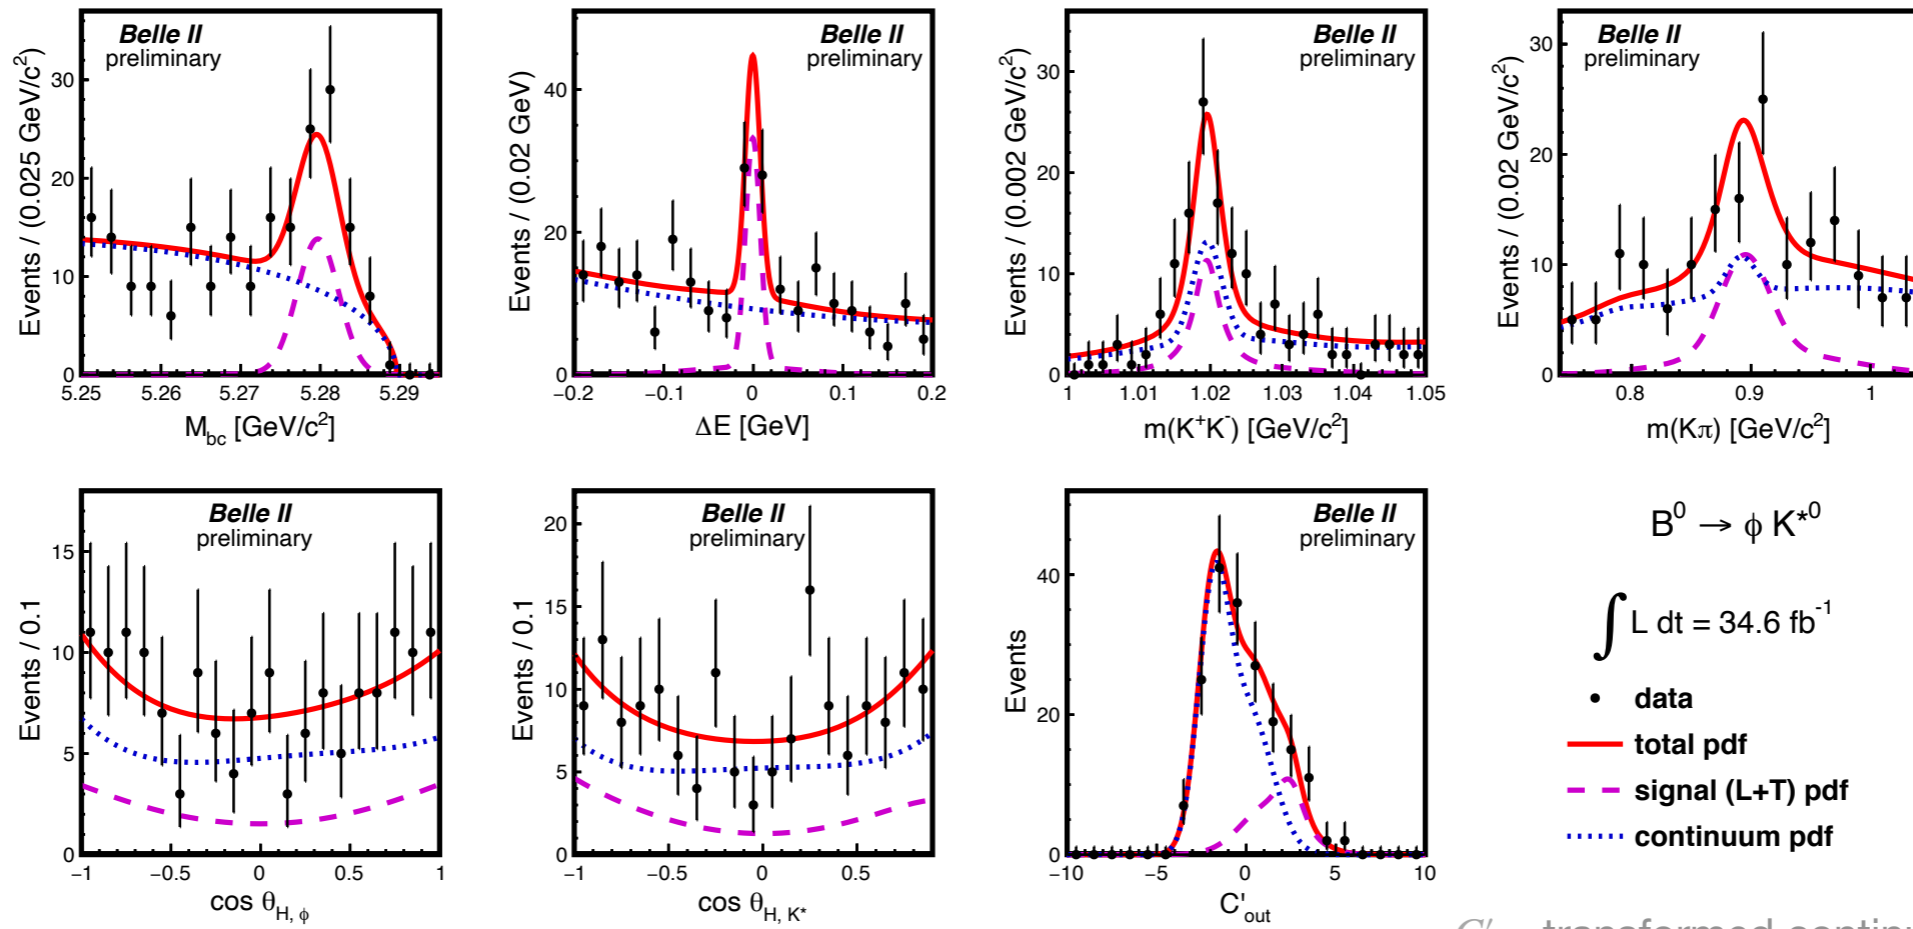 Belle II
preliminary
Events / (0.025 GeV/c²)
30
20
10
0
5.25 5.26 5.27 5.28 5.29
M_bc [GeV/c²]
Belle II
preliminary
Events / (0.02 GeV)
40
20
0
−0.2 −0.1 0 0.1 0.2
ΔE [GeV]
Belle II
preliminary
Events / (0.002 GeV/c²)
30
20
10
0
1 1.01 1.02 1.03 1.04 1.05
m(K⁺K⁻) [GeV/c²]
Belle II
preliminary
Events / (0.02 GeV/c²)
30
20
10
0
0.8 0.9 1
m(Kπ) [GeV/c²]
Belle II
preliminary
Events / 0.1
15
10
5
0
−1 −0.5 0 0.5 1
cos θ_H, ϕ
Belle II
preliminary
Events / 0.1
20
15
10
5
0
−1 −0.5 0 0.5
cos θ_H, K*
Belle II
preliminary
Events
40
20
0
−10 −5 0 5 10
C′_out
B⁰ → ϕ K*⁰
∫ L dt = 34.6 fb⁻¹
data
total pdf
signal (L+T) pdf
continuum pdf